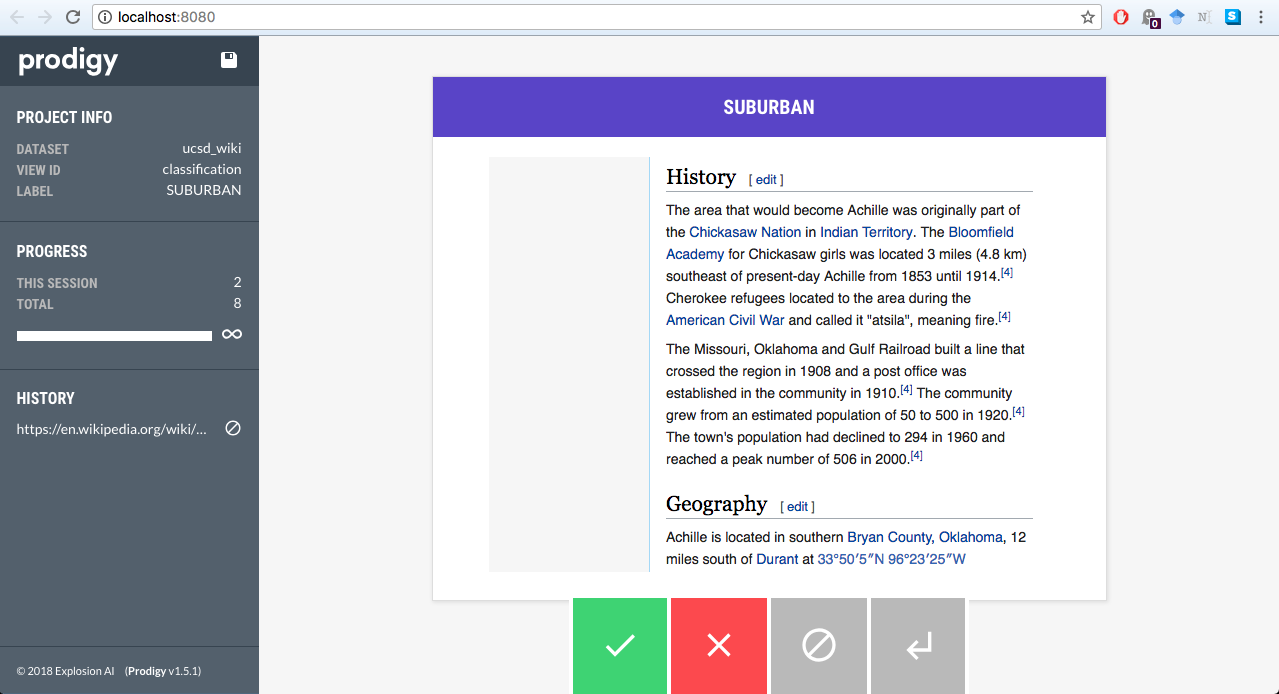 localhost:8080
0
N
S
prodigy
PROJECT INFO
DATASET ucsd_wiki
VIEW ID classification
LABEL SUBURBAN
PROGRESS
THIS SESSION 2
TOTAL 8
∞
HISTORY
https://en.wikipedia.org/wiki/...
© 2018 Explosion AI (Prodigy v1.5.1)
SUBURBAN
History [ edit ]
The area that would become Achille was originally part of
the Chickasaw Nation in Indian Territory. The Bloomfield
Academy for Chickasaw girls was located 3 miles (4.8 km)
southeast of present-day Achille from 1853 until 1914.[4]
Cherokee refugees located to the area during the
American Civil War and called it "atsila", meaning fire.[4]
The Missouri, Oklahoma and Gulf Railroad built a line that
crossed the region in 1908 and a post office was
established in the community in 1910.[4] The community
grew from an estimated population of 50 to 500 in 1920.[4]
The town's population had declined to 294 in 1960 and
reached a peak number of 506 in 2000.[4]
Geography [ edit ]
Achille is located in southern Bryan County, Oklahoma, 12
miles south of Durant at 33°50′5″N 96°23′25″W